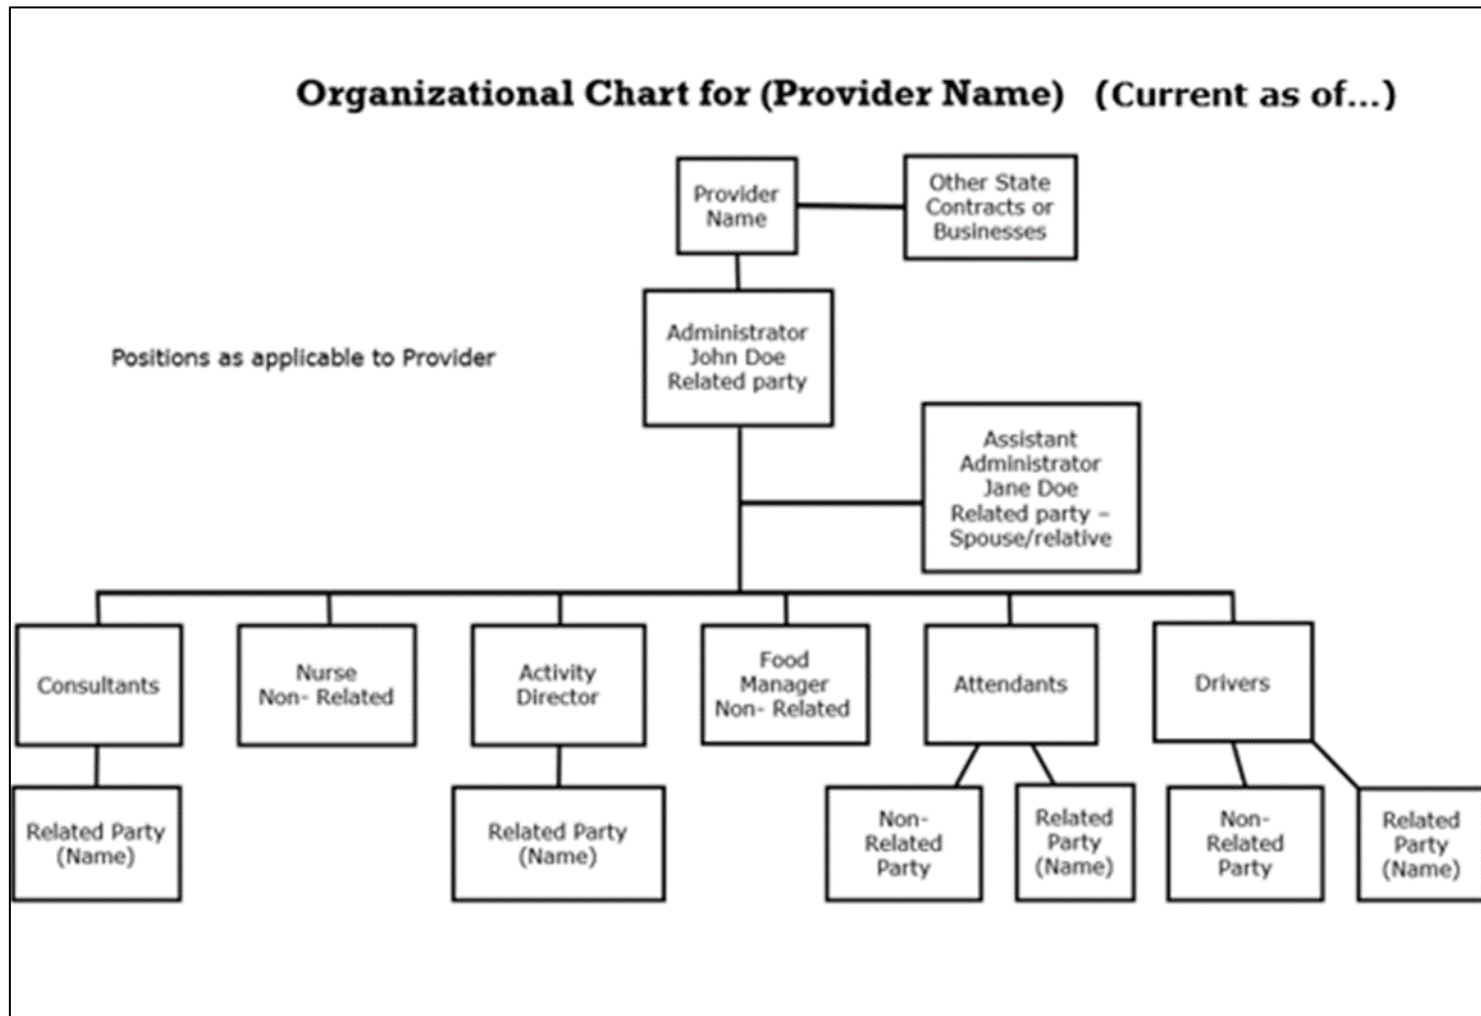 Organizational Chart for (Provider Name) (Current as of...)
Provider
Name
Other State
Contracts or
Businesses
Administrator
John Doe
Related party
Positions as applicable to Provider
Assistant
Administrator
Jane Doe
Related party –
Spouse/relative
Consultants
Nurse
Non- Related
Activity
Director
Food
Manager
Non- Related
Attendants
Drivers
Related Party
(Name)
Related Party
(Name)
Non-
Related
Party
Related
Party
(Name)
Non-
Related
Party
Related
Party
(Name)